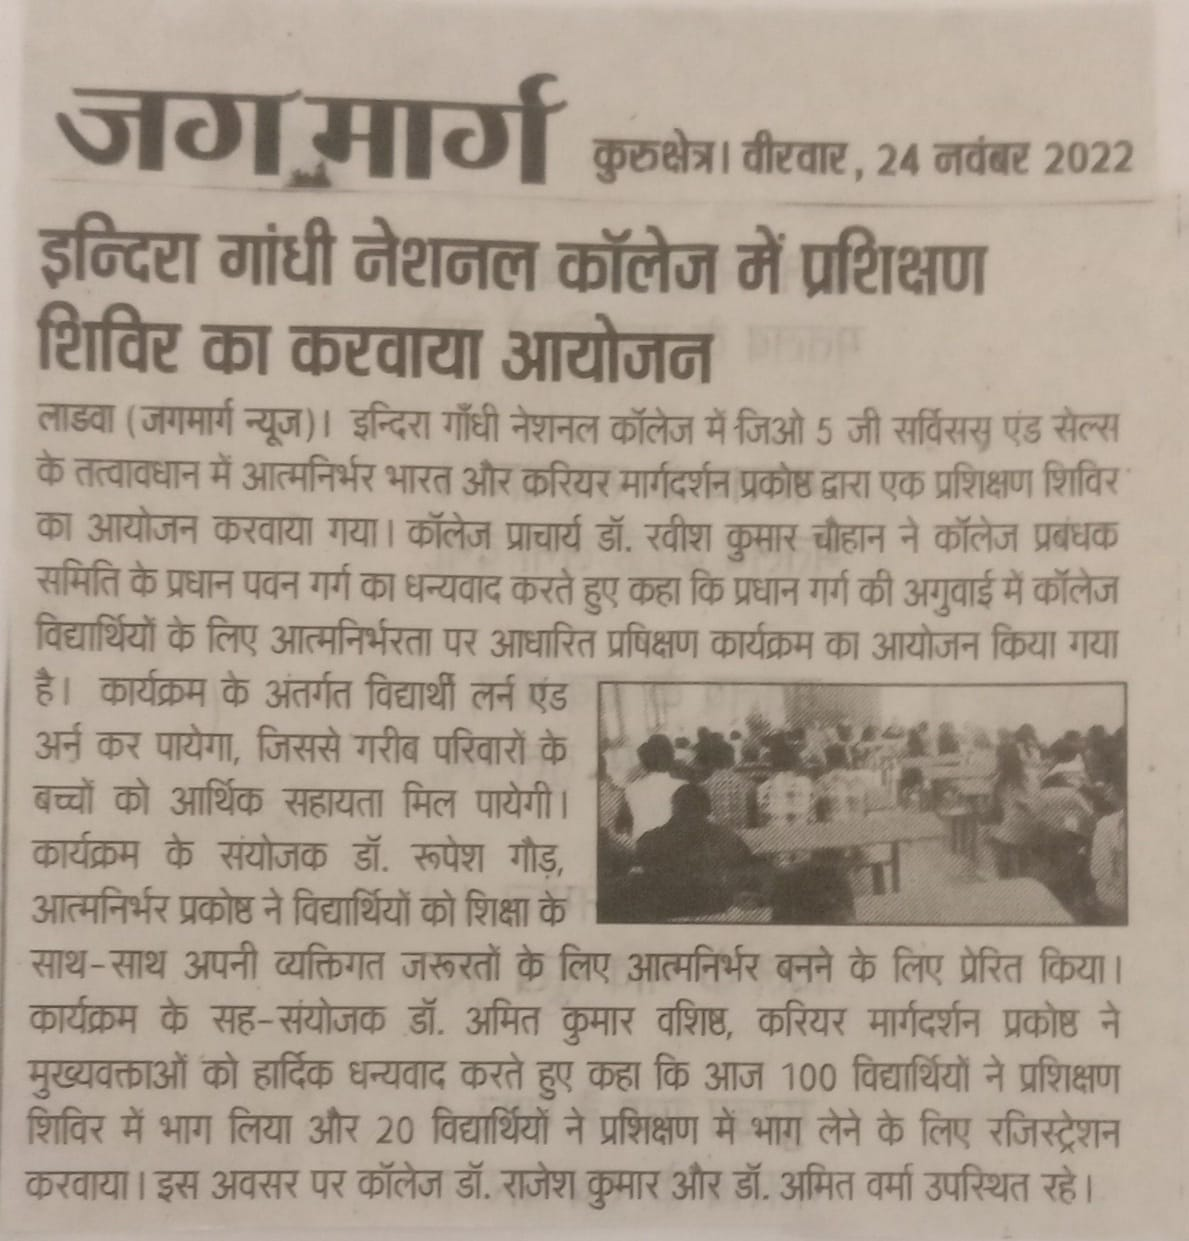 जग मार्ग
कुरुक्षेत्र। वीरवार, 24 नवंबर 2022
इन्दिरा गांधी नेशनल कॉलेज में प्रशिक्षण
शिविर का करवाया आयोजन
लाडवा (जगमार्ग न्यूज)। इन्दिरा गाँधी नेशनल कॉलेज में जिओ 5 जी सर्विसस एंड सेल्स
के तत्वावधान में आत्मनिर्भर भारत और करियर मार्गदर्शन प्रकोष्ठ द्वारा एक प्रशिक्षण शिविर
का आयोजन करवाया गया। कॉलेज प्राचार्य डॉ. रवीश कुमार चौहान ने कॉलेज प्रबंधक
समिति के प्रधान पवन गर्ग का धन्यवाद करते हुए कहा कि प्रधान गर्ग की अगुवाई में कॉलेज
विद्यार्थियों के लिए आत्मनिर्भरता पर आधारित प्रषिक्षण कार्यक्रम का आयोजन किया गया
है। कार्यक्रम के अंतर्गत विद्यार्थी लर्न एंड
अर्न कर पायेगा, जिससे गरीब परिवारों के
बच्चों को आर्थिक सहायता मिल पायेगी।
कार्यक्रम के संयोजक डॉ. रूपेश गौड़,
आत्मनिर्भर प्रकोष्ठ ने विद्यार्थियों को शिक्षा के
साथ-साथ अपनी व्यक्तिगत जरूरतों के लिए आत्मनिर्भर बनने के लिए प्रेरित किया।
कार्यक्रम के सह-संयोजक डॉ. अमित कुमार वशिष्ठ, करियर मार्गदर्शन प्रकोष्ठ ने
मुख्यवक्ताओं को हार्दिक धन्यवाद करते हुए कहा कि आज 100 विद्यार्थियों ने प्रशिक्षण
शिविर में भाग लिया और 20 विद्यार्थियों ने प्रशिक्षण में भाग लेने के लिए रजिस्ट्रेशन
करवाया। इस अवसर पर कॉलेज डॉ. राजेश कुमार और डॉ. अमित वर्मा उपस्थित रहे।